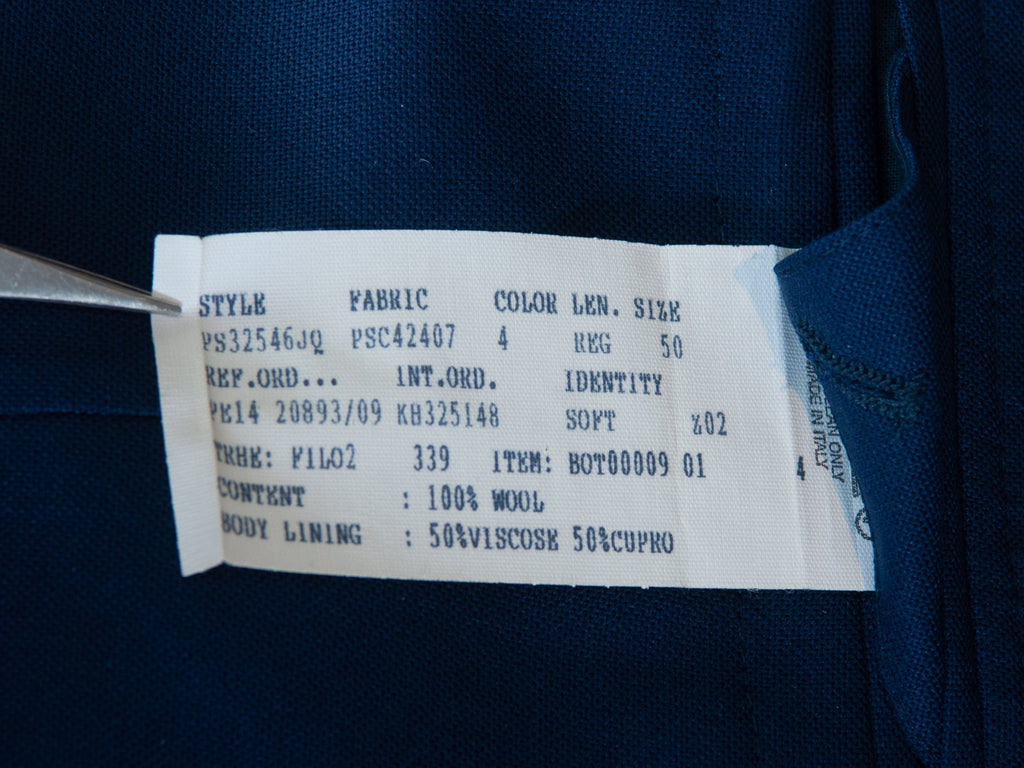 STYLE FABRIC COLOR LEN. SIZE
PS32546JQ PSC42407 4 REG 50
REF.ORD... INT.ORD. IDENTITY
PE14 20893/09 KH325148 SOFT %02
TRHE: FILO2 339 ITEM: BOT00009 01 4
CONTENT : 100% WOOL
BODY LINING : 50%VISCOSE 50%CUPRO
ONLY
MADE IN ITALY